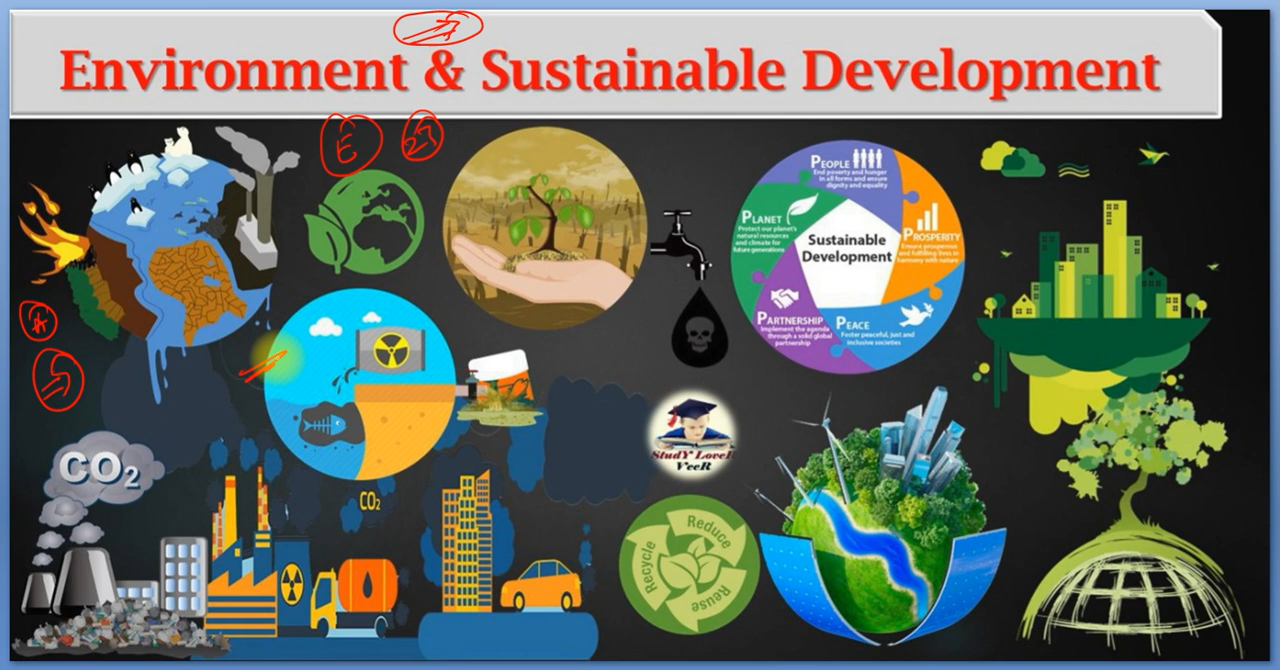 Environment & Sustainable Development
E
PEOPLE
End poverty and hunger
in all forms and ensure
dignity and equality
PLANET
Protect our planet's
natural resources
and climate for
future generations
Sustainable
Development
PROSPERITY
Ensure prosperous
and fulfilling lives in
harmony with nature
PARTNERSHIP
Implement the agenda
through a solid global
partnership
PEACE
Foster peaceful, just and
inclusive societies
StudY LoveR
VeeR
CO2
CO2
Reduce
Reuse
Recycle